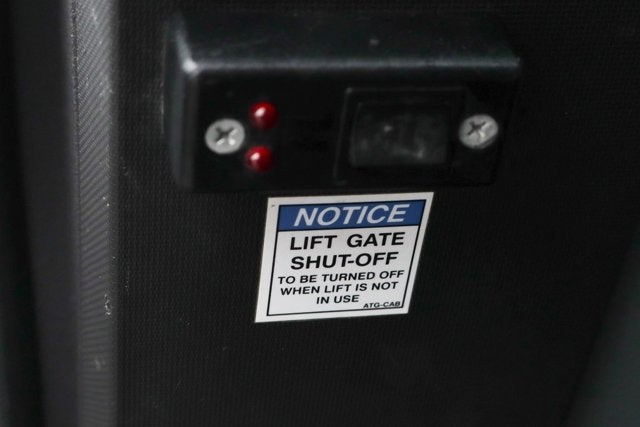 NOTICE
LIFT GATE
SHUT-OFF
TO BE TURNED OFF
WHEN LIFT IS NOT
IN USE
ATG-CAB